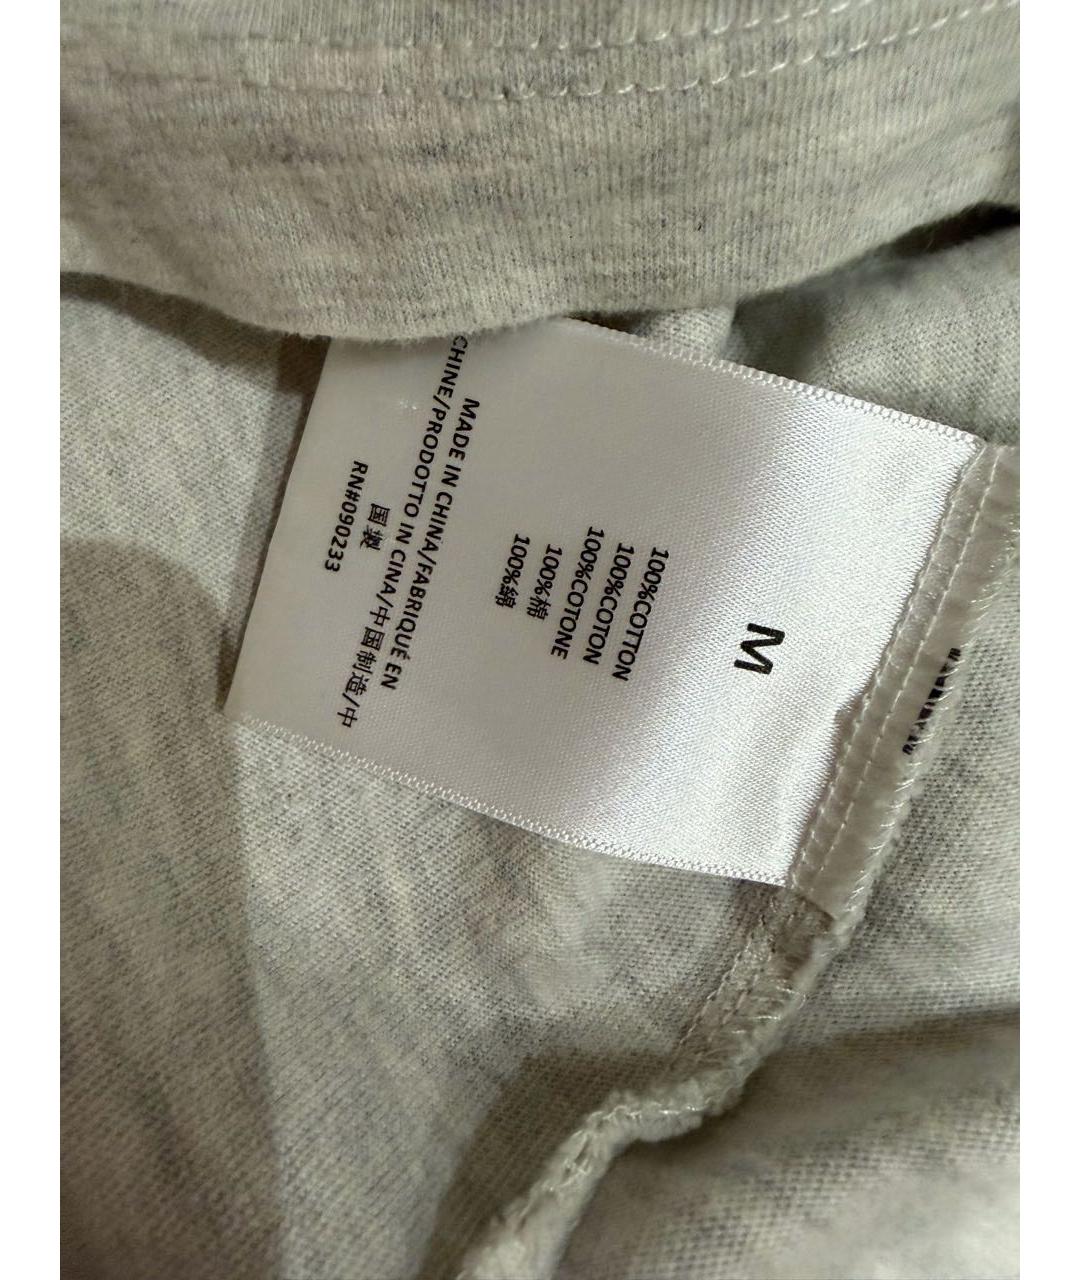 M
100%COTTON
100%COTON
100%COTONE
100%棉
100%綿
MADE IN CHINA/FABRIQUÉ EN
CHINE/PRODOTTO IN CINA/中国制造/中
国製
RN#090233